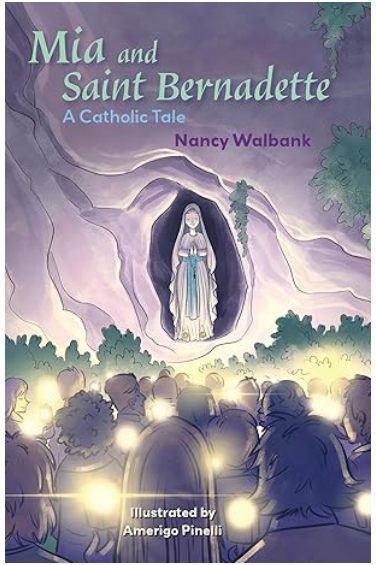 Mia and
Saint Bernadette
A Catholic Tale
Nancy Walbank
Illustrated by
Amerigo Pinelli